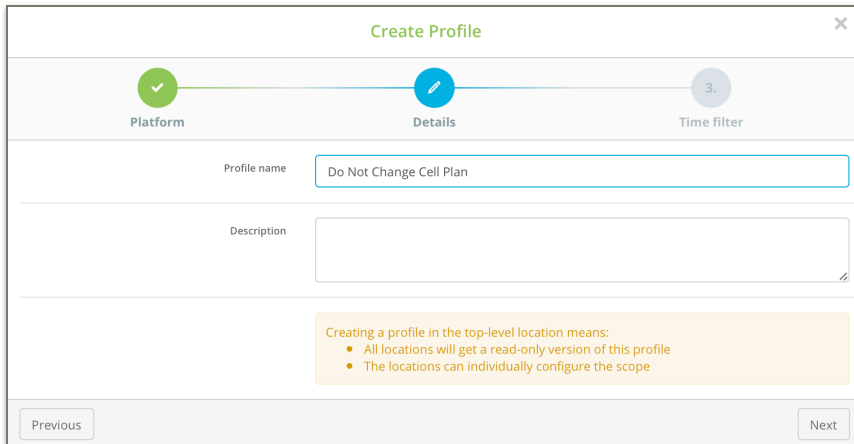 Create Profile
3.
Platform
Details
Time filter
Profile name
Do Not Change Cell Plan
Description
Creating a profile in the top-level location means:
All locations will get a read-only version of this profile
The locations can individually configure the scope
Previous
Next